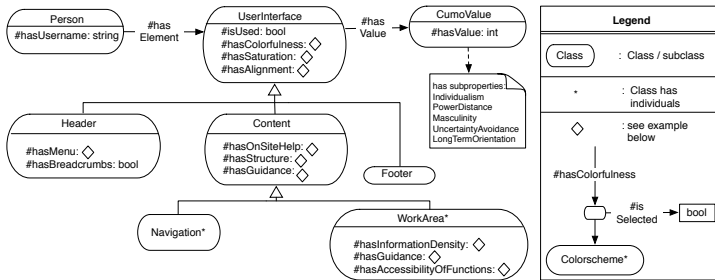 Person
#hasUsername: string
#has
Element
UserInterface
#isUsed: bool
#hasColorfulness:
#hasSaturation:
#hasAlignment:
#has
Value
CumoValue
#hasValue: int
has subproperties:
Individualism
PowerDistance
Masculinity
UncertaintyAvoidance
LongTermOrientation
Header
#hasMenu:
#hasBreadcrumbs: bool
Content
#hasOnSiteHelp:
#hasStructure:
#hasGuidance:
Footer
Navigation*
WorkArea*
#hasInformationDensity:
#hasGuidance:
#hasAccessibilityOfFunctions:
Legend
Class : Class / subclass
* : Class has
individuals
: see example
below
#hasColorfulness
#is
Selected
bool
Colorscheme*